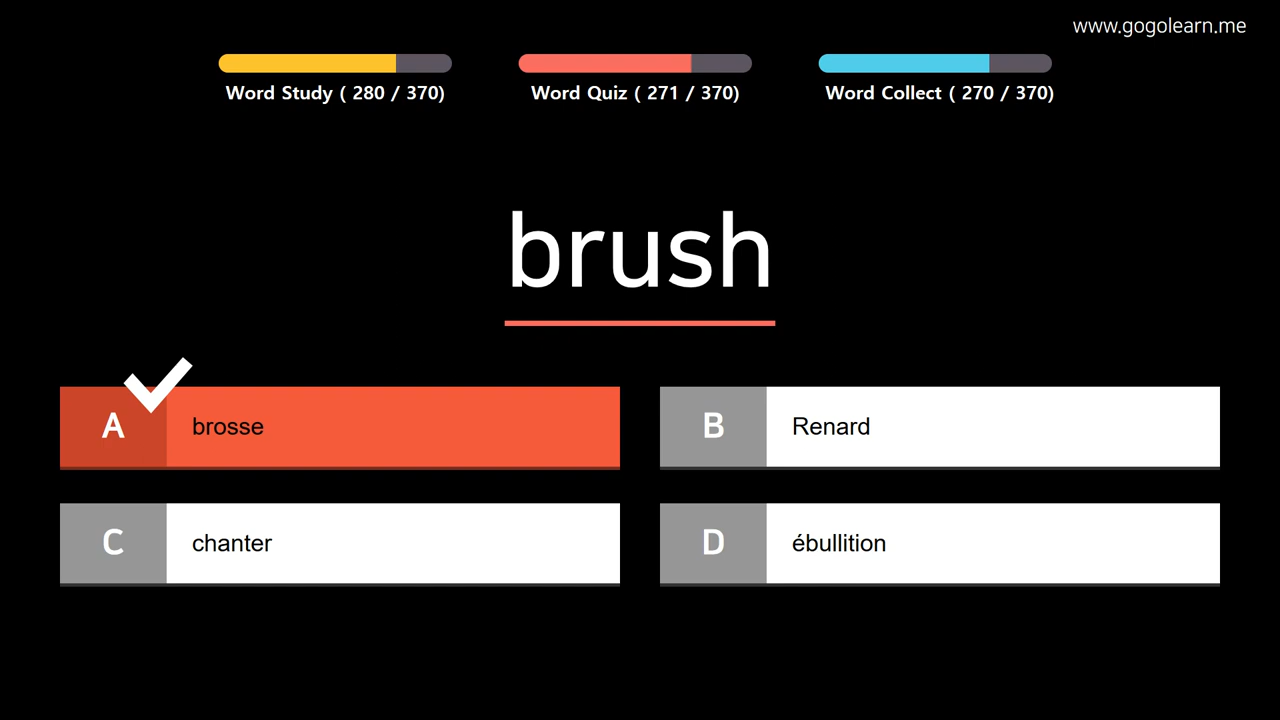 www.gogolearn.me
Word Study ( 280 / 370)
Word Quiz ( 271 / 370)
Word Collect ( 270 / 370)
brush
A brosse
B Renard
C chanter
D ébullition